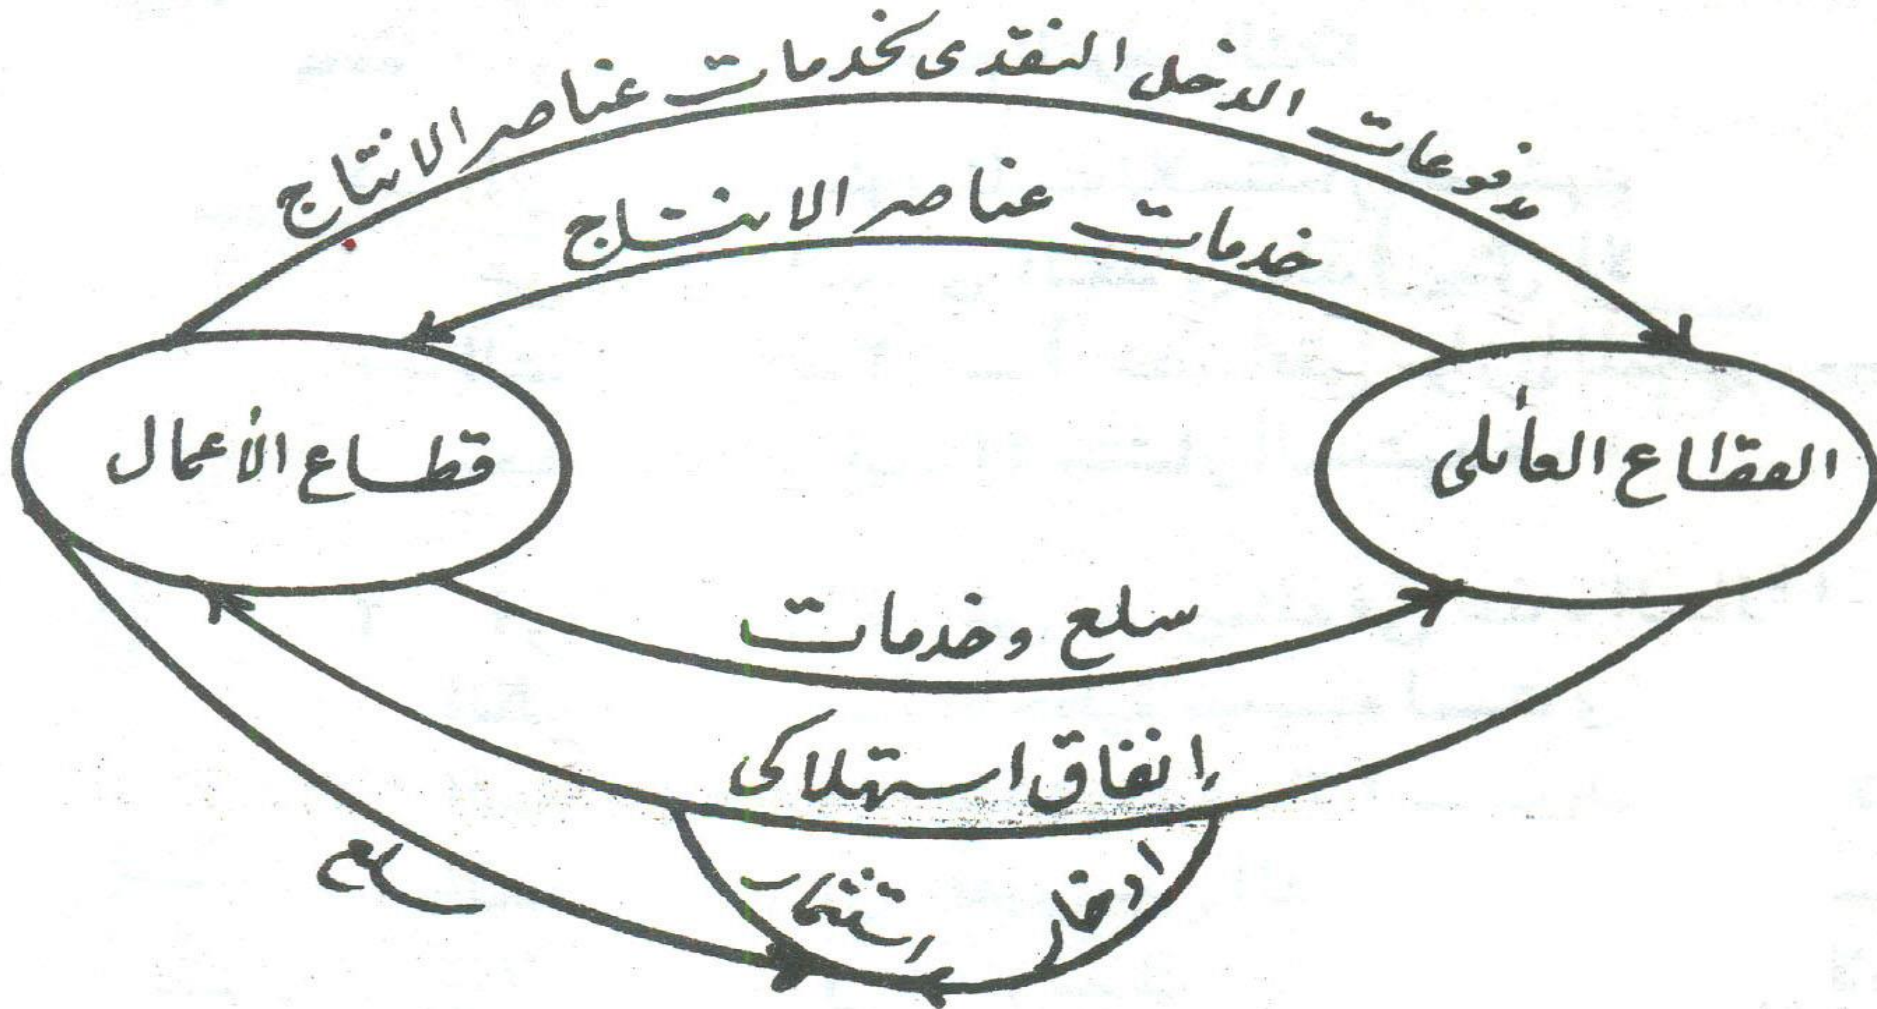 مدفوعات الدخل النقدى لخدمات عناصر الانتاج
خدمات عناصر الانتاج
القطاع العائلى
قطاع الأعمال
سلع وخدمات
إنفاق استهلاكى
ادخار
استثمار
سلع